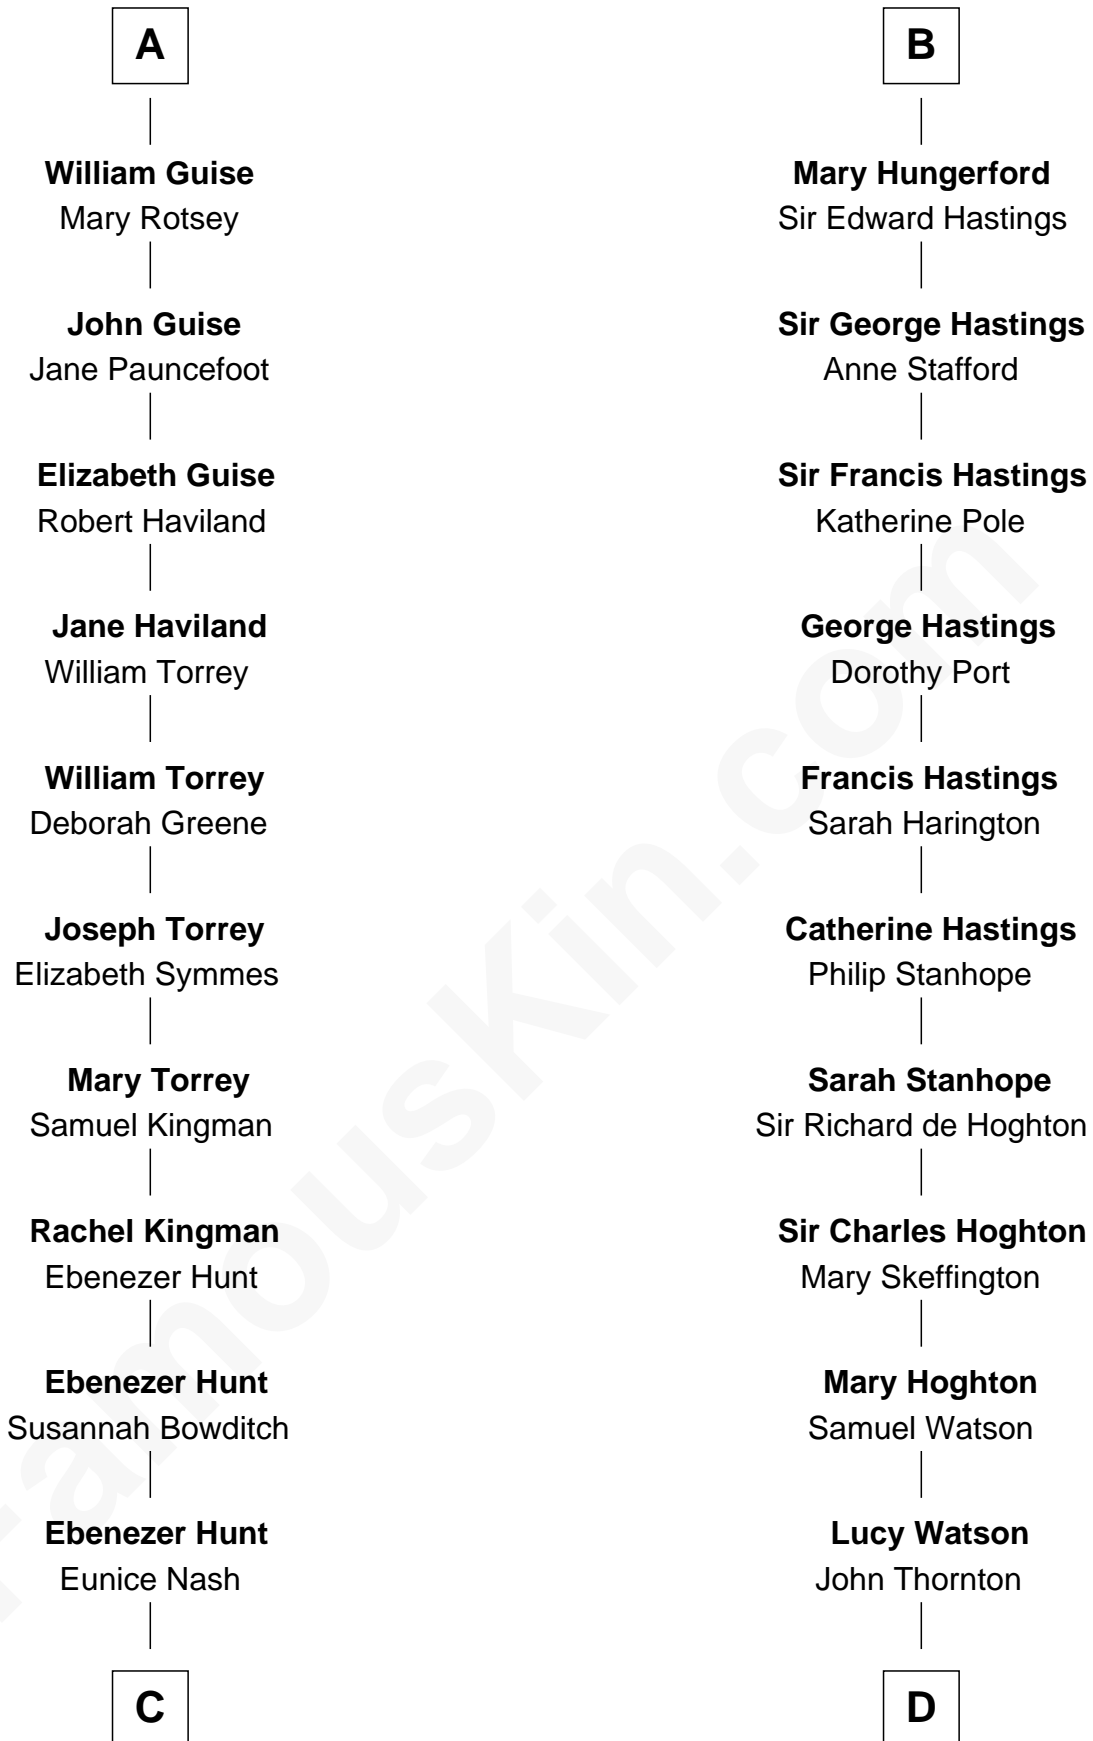 A
William Guise
Mary Rotsey
John Guise
Jane Pauncefoot
Elizabeth Guise
Robert Haviland
Jane Haviland
William Torrey
William Torrey
Deborah Greene
Joseph Torrey
Elizabeth Symmes
Mary Torrey
Samuel Kingman
Rachel Kingman
Ebenezer Hunt
Ebenezer Hunt
Susannah Bowditch
Ebenezer Hunt
Eunice Nash
C
B
Mary Hungerford
Sir Edward Hastings
Sir George Hastings
Anne Stafford
Sir Francis Hastings
Katherine Pole
George Hastings
Dorothy Port
Francis Hastings
Sarah Harington
Catherine Hastings
Philip Stanhope
Sarah Stanhope
Sir Richard de Hoghton
Sir Charles Hoghton
Mary Skeffington
Mary Hoghton
Samuel Watson
Lucy Watson
John Thornton
D
FamousKin.com